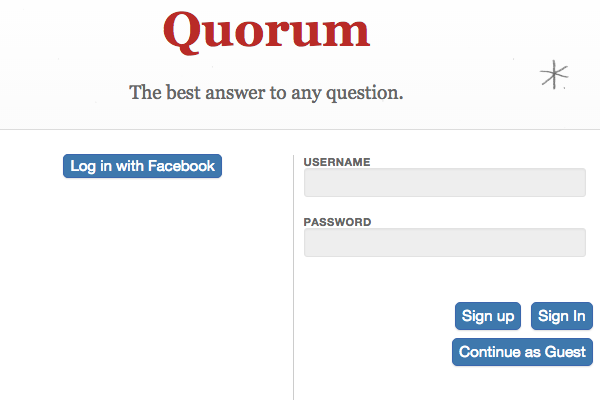 Quorum
The best answer to any question.
Log in with Facebook
USERNAME
PASSWORD
Sign up Sign In
Continue as Guest